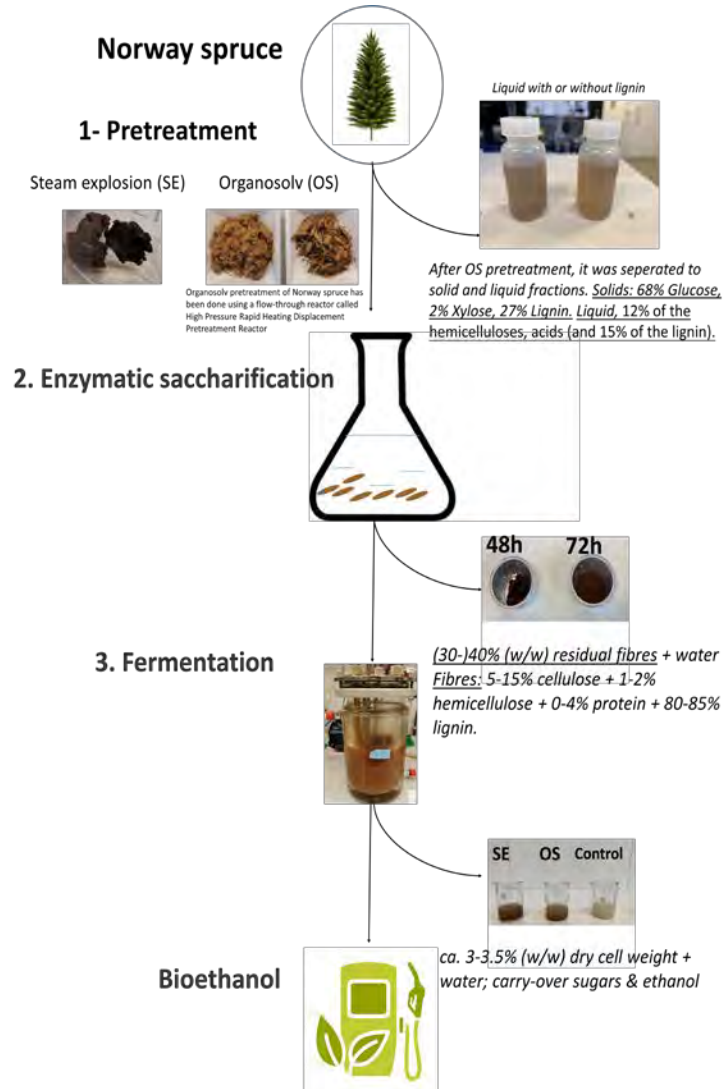 Norway spruce
Liquid with or without lignin
1- Pretreatment
Steam explosion (SE)
Organosolv (OS)
Organosolv pretreatment of Norway spruce has
been done using a flow-through reactor called
High Pressure Rapid Heating Displacement
Pretreatment Reactor
After OS pretreatment, it was seperated to
solid and liquid fractions. Solids: 68% Glucose,
2% Xylose, 27% Lignin. Liquid, 12% of the
hemicelluloses, acids (and 15% of the lignin).
2. Enzymatic saccharification
48h
72h
3. Fermentation
(30-)40% (w/w) residual fibres + water
Fibres: 5-15% cellulose + 1-2%
hemicellulose + 0-4% protein + 80-85%
lignin.
SE
OS
Control
Bioethanol
ca. 3-3.5% (w/w) dry cell weight +
water; carry-over sugars & ethanol